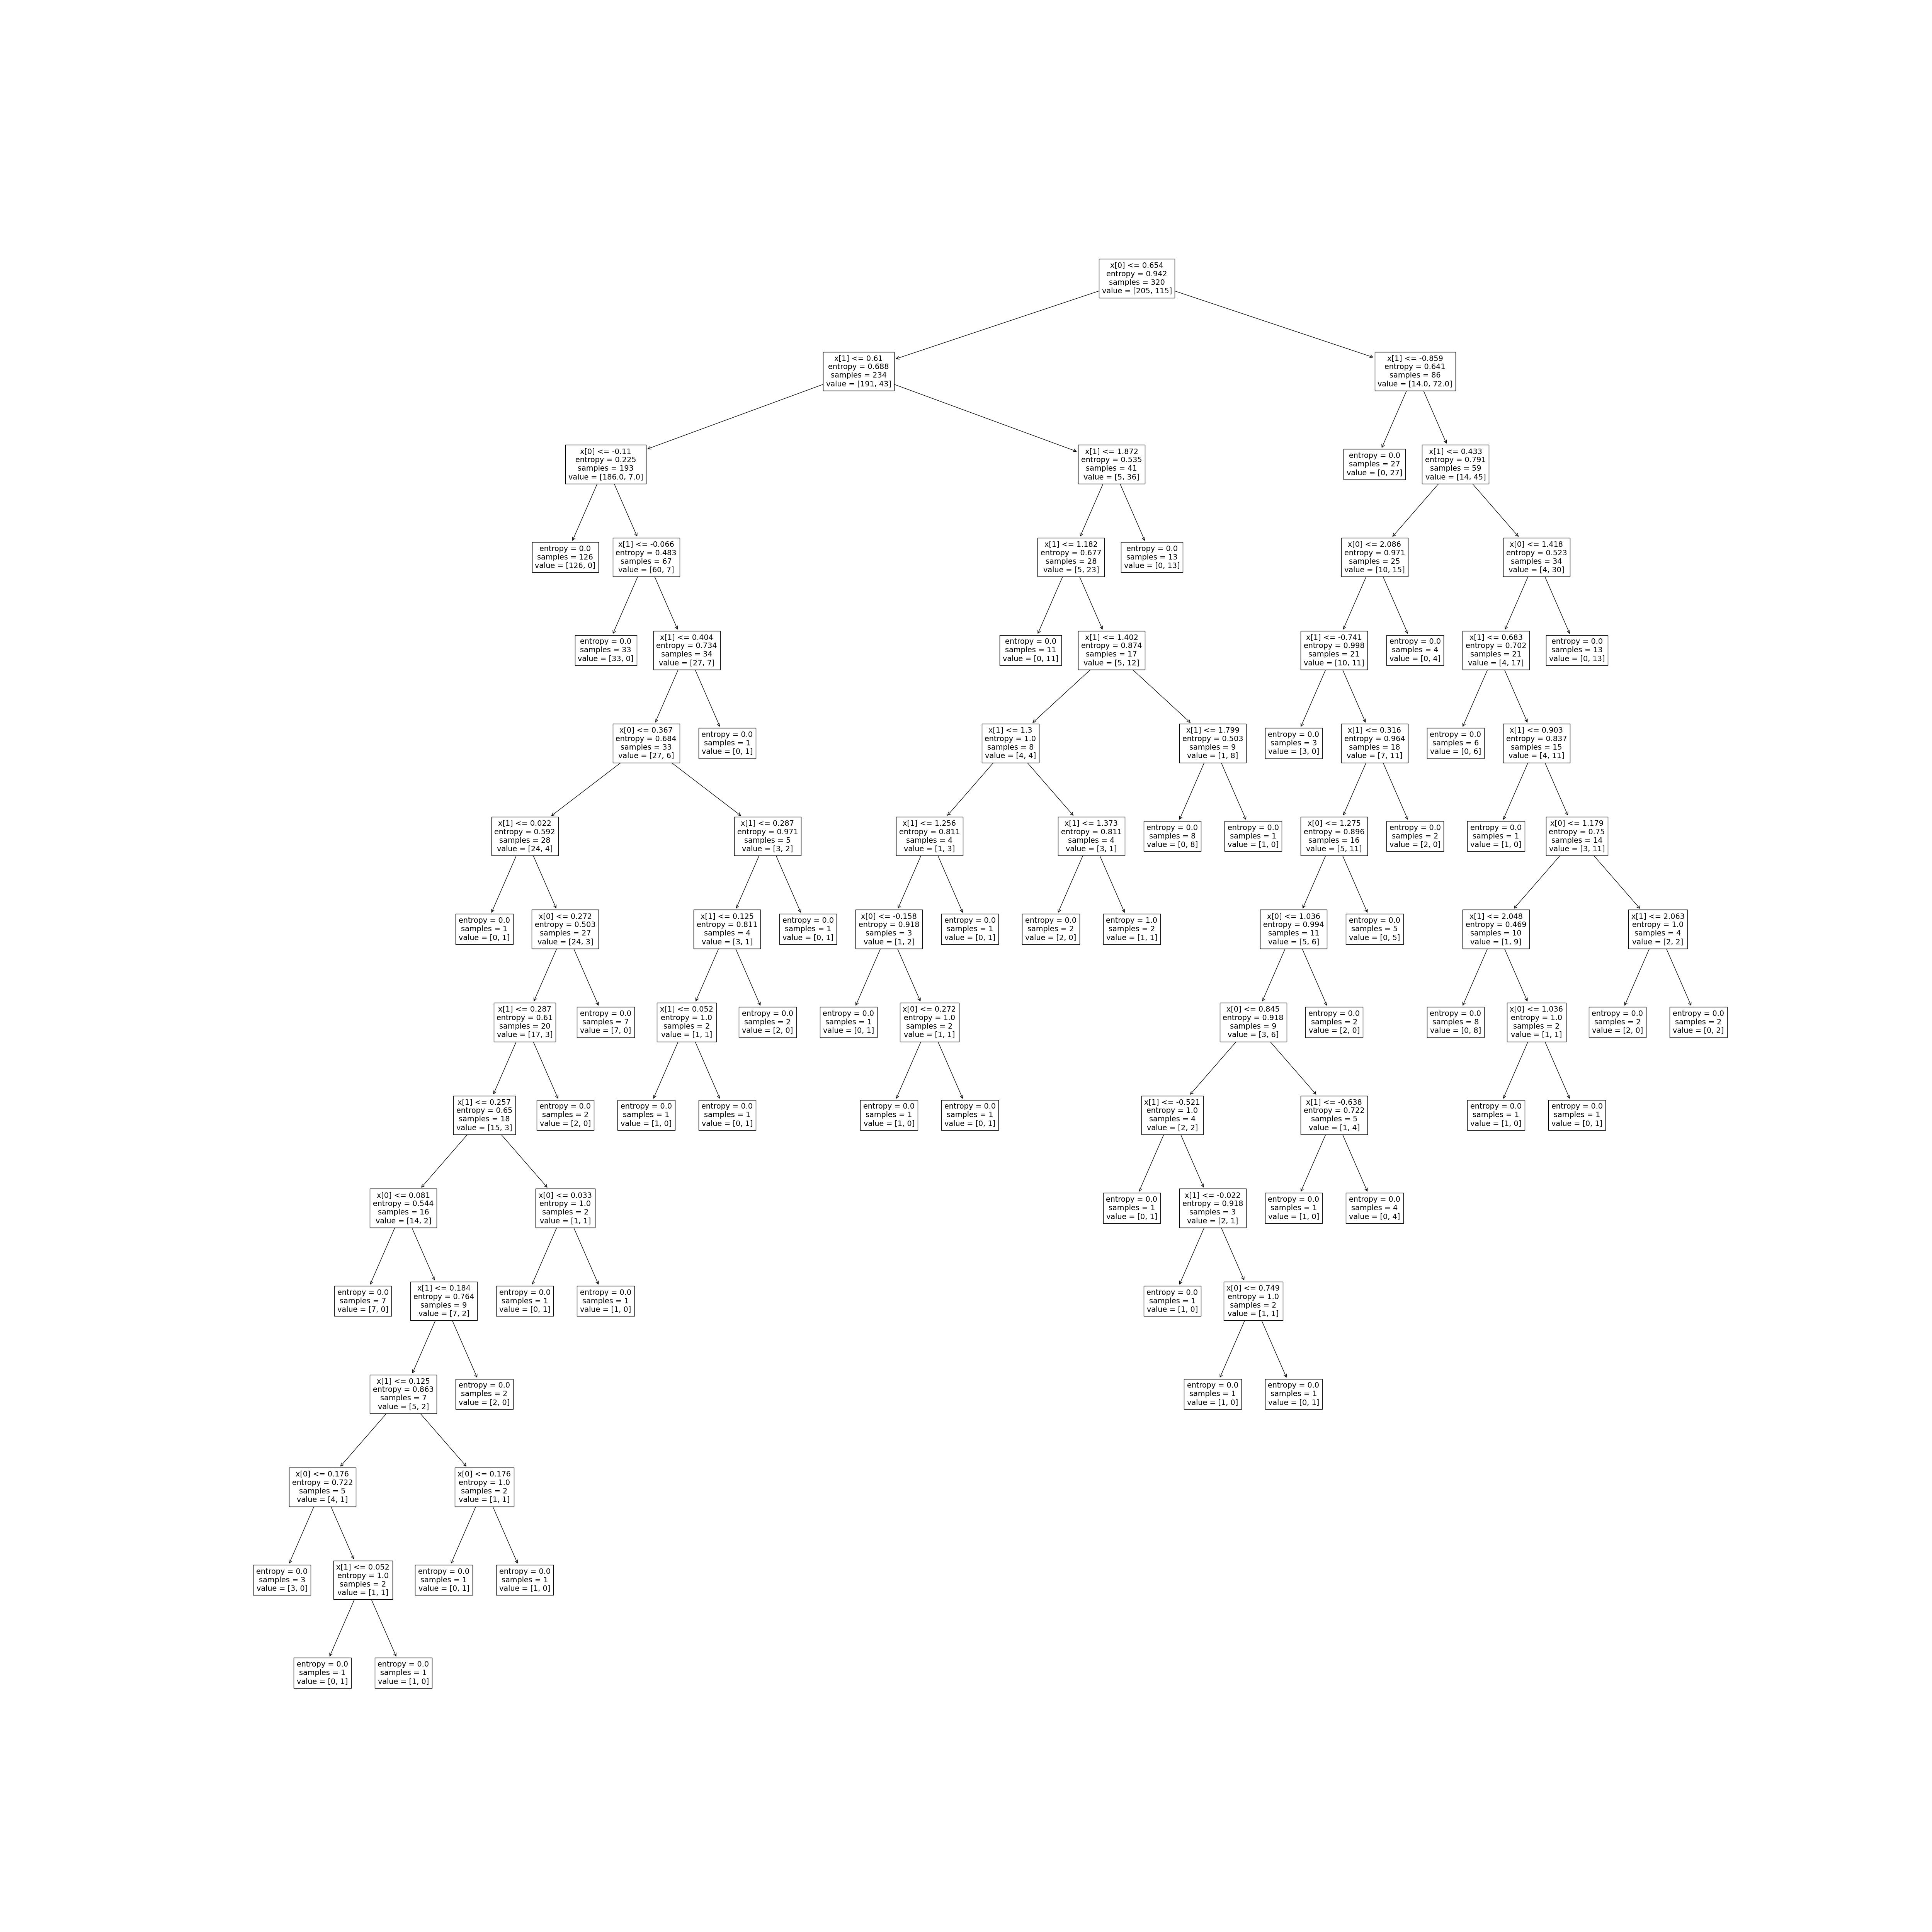 x[0] <= 0.654
entropy = 0.942
samples = 320
value = [205, 115]
x[1] <= 0.61
entropy = 0.688
samples = 234
value = [191, 43]
x[1] <= -0.859
entropy = 0.641
samples = 86
value = [14.0, 72.0]
x[0] <= -0.11
entropy = 0.225
samples = 193
value = [186.0, 7.0]
x[1] <= 1.872
entropy = 0.535
samples = 41
value = [5, 36]
entropy = 0.0
samples = 27
value = [0, 27]
x[1] <= 0.433
entropy = 0.791
samples = 59
value = [14, 45]
entropy = 0.0
samples = 126
value = [126, 0]
x[1] <= -0.066
entropy = 0.483
samples = 67
value = [60, 7]
x[1] <= 1.182
entropy = 0.677
samples = 28
value = [5, 23]
entropy = 0.0
samples = 13
value = [0, 13]
x[0] <= 2.086
entropy = 0.971
samples = 25
value = [10, 15]
x[0] <= 1.418
entropy = 0.523
samples = 34
value = [4, 30]
entropy = 0.0
samples = 33
value = [33, 0]
x[1] <= 0.404
entropy = 0.734
samples = 34
value = [27, 7]
entropy = 0.0
samples = 11
value = [0, 11]
x[1] <= 1.402
entropy = 0.874
samples = 17
value = [5, 12]
x[1] <= -0.741
entropy = 0.998
samples = 21
value = [10, 11]
entropy = 0.0
samples = 4
value = [0, 4]
x[1] <= 0.683
entropy = 0.702
samples = 21
value = [4, 17]
entropy = 0.0
samples = 13
value = [0, 13]
x[0] <= 0.367
entropy = 0.684
samples = 33
value = [27, 6]
entropy = 0.0
samples = 1
value = [0, 1]
x[1] <= 1.3
entropy = 1.0
samples = 8
value = [4, 4]
x[1] <= 1.799
entropy = 0.503
samples = 9
value = [1, 8]
entropy = 0.0
samples = 3
value = [3, 0]
x[1] <= 0.316
entropy = 0.964
samples = 18
value = [7, 11]
entropy = 0.0
samples = 6
value = [0, 6]
x[1] <= 0.903
entropy = 0.837
samples = 15
value = [4, 11]
x[1] <= 0.022
entropy = 0.592
samples = 28
value = [24, 4]
x[1] <= 0.287
entropy = 0.971
samples = 5
value = [3, 2]
x[1] <= 1.256
entropy = 0.811
samples = 4
value = [1, 3]
x[1] <= 1.373
entropy = 0.811
samples = 4
value = [3, 1]
entropy = 0.0
samples = 8
value = [0, 8]
entropy = 0.0
samples = 1
value = [1, 0]
x[0] <= 1.275
entropy = 0.896
samples = 16
value = [5, 11]
entropy = 0.0
samples = 2
value = [2, 0]
entropy = 0.0
samples = 1
value = [1, 0]
x[0] <= 1.179
entropy = 0.75
samples = 14
value = [3, 11]
entropy = 0.0
samples = 1
value = [0, 1]
x[0] <= 0.272
entropy = 0.503
samples = 27
value = [24, 3]
x[1] <= 0.125
entropy = 0.811
samples = 4
value = [3, 1]
entropy = 0.0
samples = 1
value = [0, 1]
x[0] <= -0.158
entropy = 0.918
samples = 3
value = [1, 2]
entropy = 0.0
samples = 1
value = [0, 1]
entropy = 0.0
samples = 2
value = [2, 0]
entropy = 1.0
samples = 2
value = [1, 1]
x[0] <= 1.036
entropy = 0.994
samples = 11
value = [5, 6]
entropy = 0.0
samples = 5
value = [0, 5]
x[1] <= 2.048
entropy = 0.469
samples = 10
value = [1, 9]
x[1] <= 2.063
entropy = 1.0
samples = 4
value = [2, 2]
x[1] <= 0.287
entropy = 0.61
samples = 20
value = [17, 3]
entropy = 0.0
samples = 7
value = [7, 0]
x[1] <= 0.052
entropy = 1.0
samples = 2
value = [1, 1]
entropy = 0.0
samples = 2
value = [2, 0]
entropy = 0.0
samples = 1
value = [0, 1]
x[0] <= 0.272
entropy = 1.0
samples = 2
value = [1, 1]
x[0] <= 0.845
entropy = 0.918
samples = 9
value = [3, 6]
entropy = 0.0
samples = 2
value = [2, 0]
entropy = 0.0
samples = 8
value = [0, 8]
x[0] <= 1.036
entropy = 1.0
samples = 2
value = [1, 1]
entropy = 0.0
samples = 2
value = [2, 0]
entropy = 0.0
samples = 2
value = [0, 2]
x[1] <= 0.257
entropy = 0.65
samples = 18
value = [15, 3]
entropy = 0.0
samples = 2
value = [2, 0]
entropy = 0.0
samples = 1
value = [1, 0]
entropy = 0.0
samples = 1
value = [0, 1]
entropy = 0.0
samples = 1
value = [1, 0]
entropy = 0.0
samples = 1
value = [0, 1]
x[1] <= -0.521
entropy = 1.0
samples = 4
value = [2, 2]
x[1] <= -0.638
entropy = 0.722
samples = 5
value = [1, 4]
entropy = 0.0
samples = 1
value = [1, 0]
entropy = 0.0
samples = 1
value = [0, 1]
x[0] <= 0.081
entropy = 0.544
samples = 16
value = [14, 2]
x[0] <= 0.033
entropy = 1.0
samples = 2
value = [1, 1]
entropy = 0.0
samples = 1
value = [0, 1]
x[1] <= -0.022
entropy = 0.918
samples = 3
value = [2, 1]
entropy = 0.0
samples = 1
value = [1, 0]
entropy = 0.0
samples = 4
value = [0, 4]
entropy = 0.0
samples = 7
value = [7, 0]
x[1] <= 0.184
entropy = 0.764
samples = 9
value = [7, 2]
entropy = 0.0
samples = 1
value = [0, 1]
entropy = 0.0
samples = 1
value = [1, 0]
entropy = 0.0
samples = 1
value = [1, 0]
x[0] <= 0.749
entropy = 1.0
samples = 2
value = [1, 1]
x[1] <= 0.125
entropy = 0.863
samples = 7
value = [5, 2]
entropy = 0.0
samples = 2
value = [2, 0]
entropy = 0.0
samples = 1
value = [1, 0]
entropy = 0.0
samples = 1
value = [0, 1]
x[0] <= 0.176
entropy = 0.722
samples = 5
value = [4, 1]
x[0] <= 0.176
entropy = 1.0
samples = 2
value = [1, 1]
entropy = 0.0
samples = 3
value = [3, 0]
x[1] <= 0.052
entropy = 1.0
samples = 2
value = [1, 1]
entropy = 0.0
samples = 1
value = [0, 1]
entropy = 0.0
samples = 1
value = [1, 0]
entropy = 0.0
samples = 1
value = [0, 1]
entropy = 0.0
samples = 1
value = [1, 0]